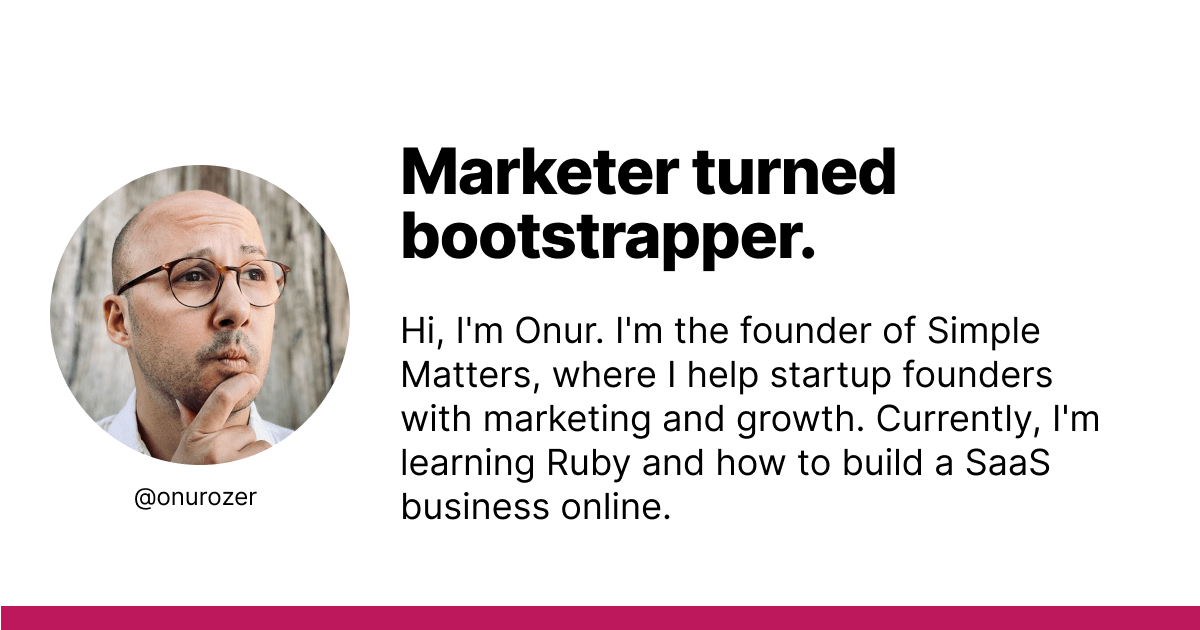 Marketer turned
bootstrapper.
Hi, I'm Onur. I'm the founder of Simple
Matters, where I help startup founders
with marketing and growth. Currently, I'm
learning Ruby and how to build a SaaS
business online.
@onurozer